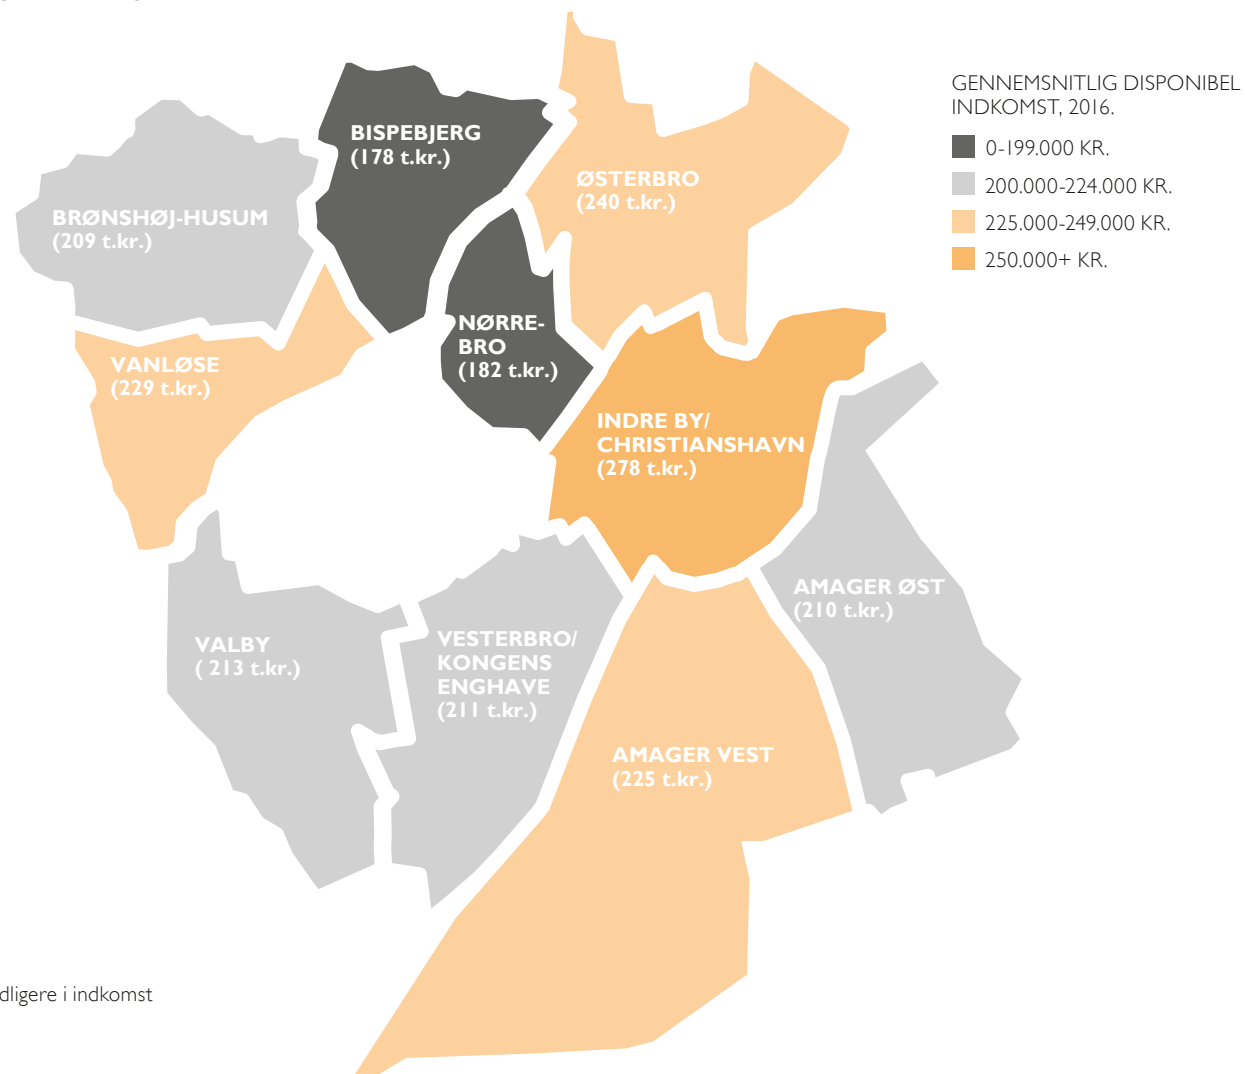 GENNEMSNITLIG DISPONIBEL
INDKOMST, 2016.
0-199.000 KR.
200.000-224.000 KR.
225.000-249.000 KR.
250.000+ KR.
BISPEBJERG
(178 t.kr.)
ØSTERBRO
(240 t.kr.)
BRØNSHØJ-HUSUM
(209 t.kr.)
NØRRE-
BRO
(182 t.kr.)
VANLØSE
(229 t.kr.)
INDRE BY/
CHRISTIANSHAVN
(278 t.kr.)
AMAGER ØST
(210 t.kr.)
VALBY
( 213 t.kr.)
VESTERBRO/
KONGENS
ENGHAVE
(211 t.kr.)
AMAGER VEST
(225 t.kr.)
dligere i indkomst